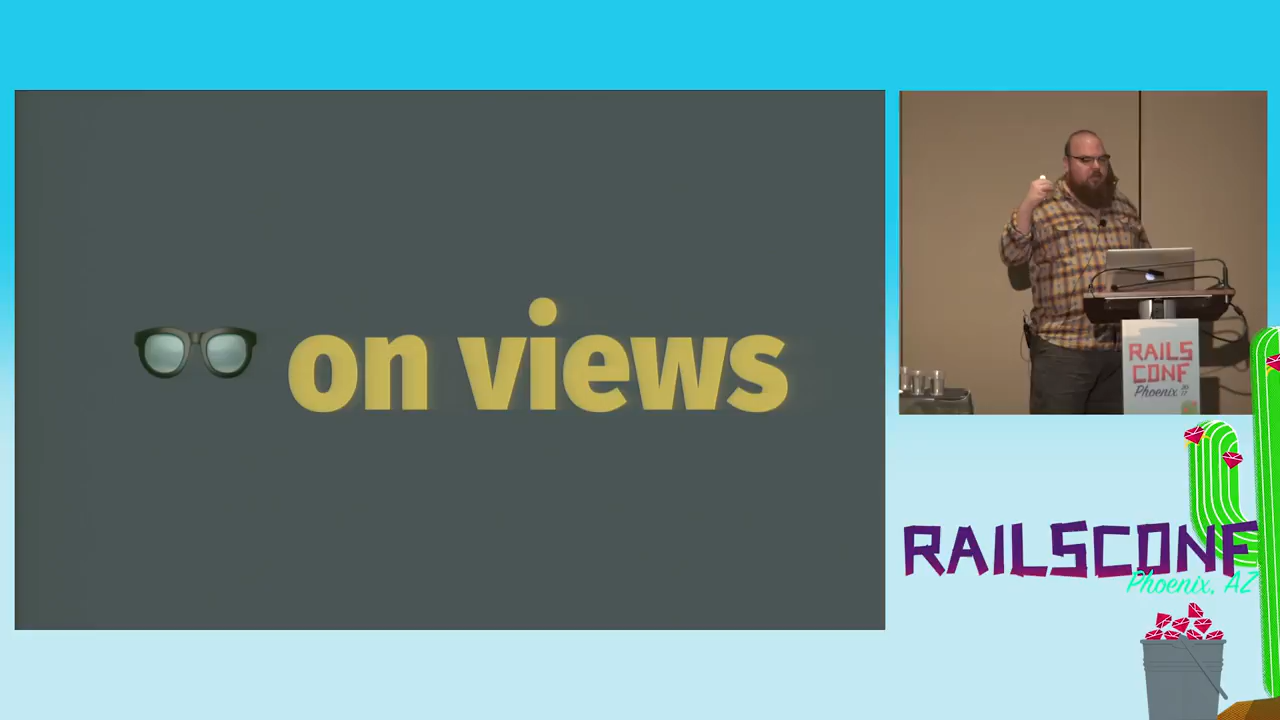 on views
RAILS
CONF
Phoenix
RAILSCONF
Phoenix, AZ